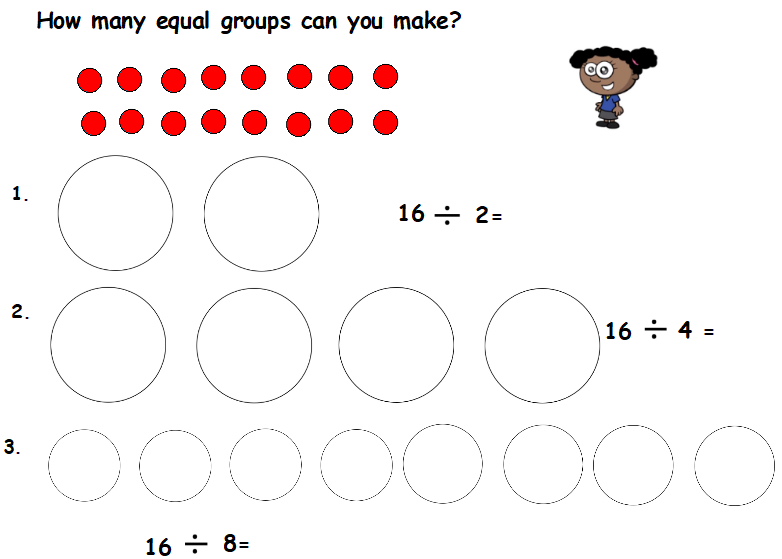 How many equal groups can you make?
1.
16 ÷ 2=
2.
16 ÷ 4 =
3.
16 ÷ 8=